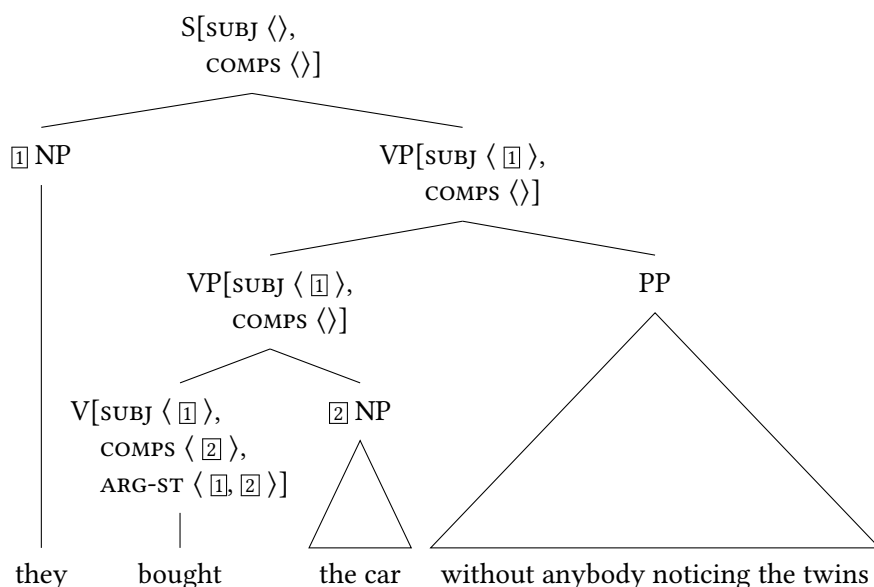 S[SUBJ ⟨⟩,
COMPS ⟨⟩]
1 NP
VP[SUBJ ⟨ 1 ⟩,
COMPS ⟨⟩]
VP[SUBJ ⟨ 1 ⟩,
COMPS ⟨⟩]
PP
V[SUBJ ⟨ 1 ⟩,
COMPS ⟨ 2 ⟩,
ARG-ST ⟨ 1, 2 ⟩]
2 NP
they bought the car without anybody noticing the twins